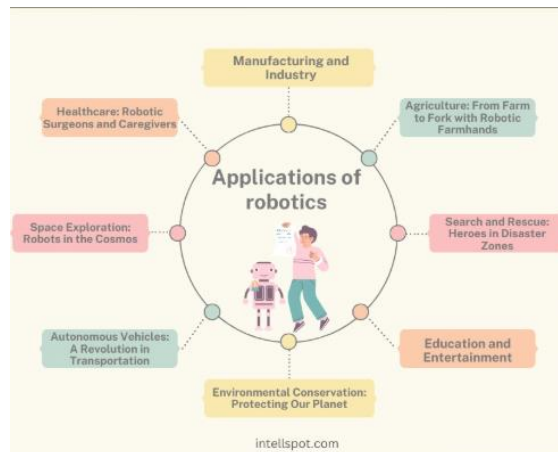 Manufacturing and
Industry
Healthcare: Robotic
Surgeons and Caregivers
Agriculture: From Farm
to Fork with Robotic
Farmhands
Applications of
robotics
Space Exploration:
Robots in the Cosmos
Search and Rescue:
Heroes in Disaster
Zones
Autonomous Vehicles:
A Revolution in
Transportation
Education and
Entertainment
Environmental Conservation:
Protecting Our Planet
intellspot.com